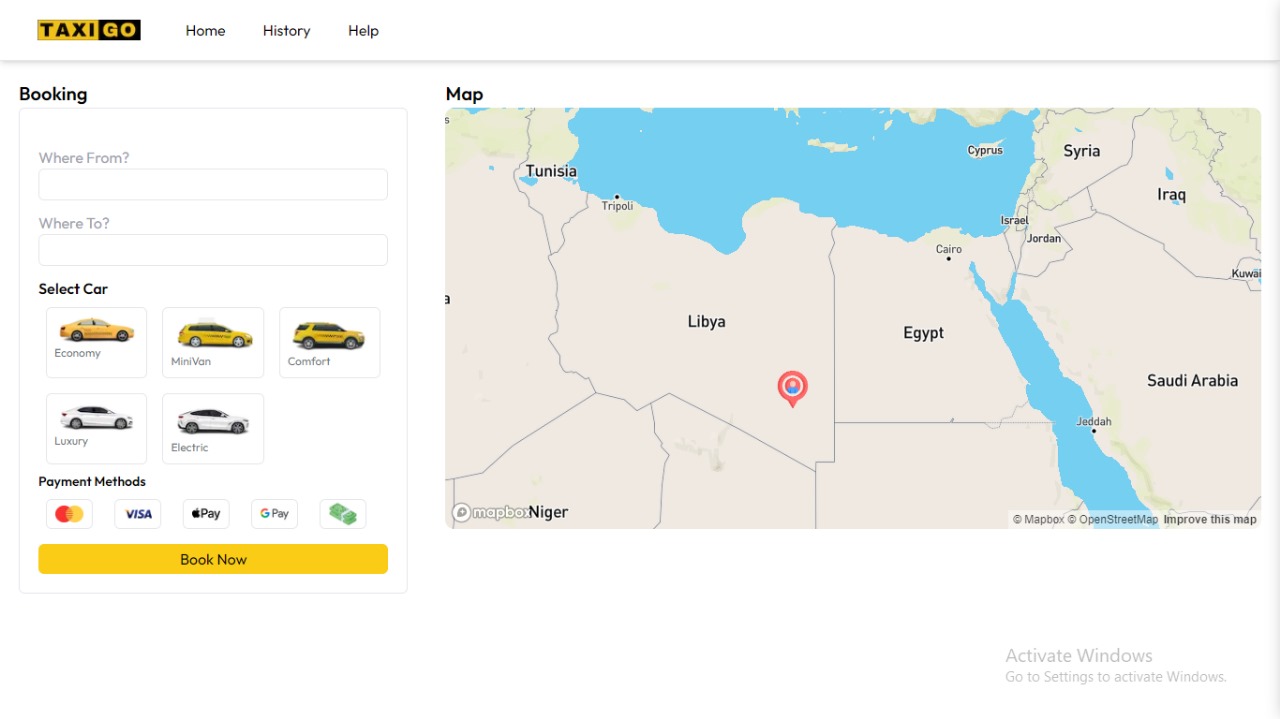 TAXI GO
Home
History
Help
Booking
Where From?
Where To?
Select Car
Economy
MiniVan
Comfort
Luxury
Electric
Payment Methods
VISA
Pay
G Pay
Book Now
Map
s
Tunisia
Tripoli
Cyprus
Syria
Iraq
Israel
Jordan
Cairo
Kuwai
a
Libya
Egypt
Saudi Arabia
Jeddah
mapbox
Niger
© Mapbox © OpenStreetMap Improve this map
Activate Windows
Go to Settings to activate Windows.